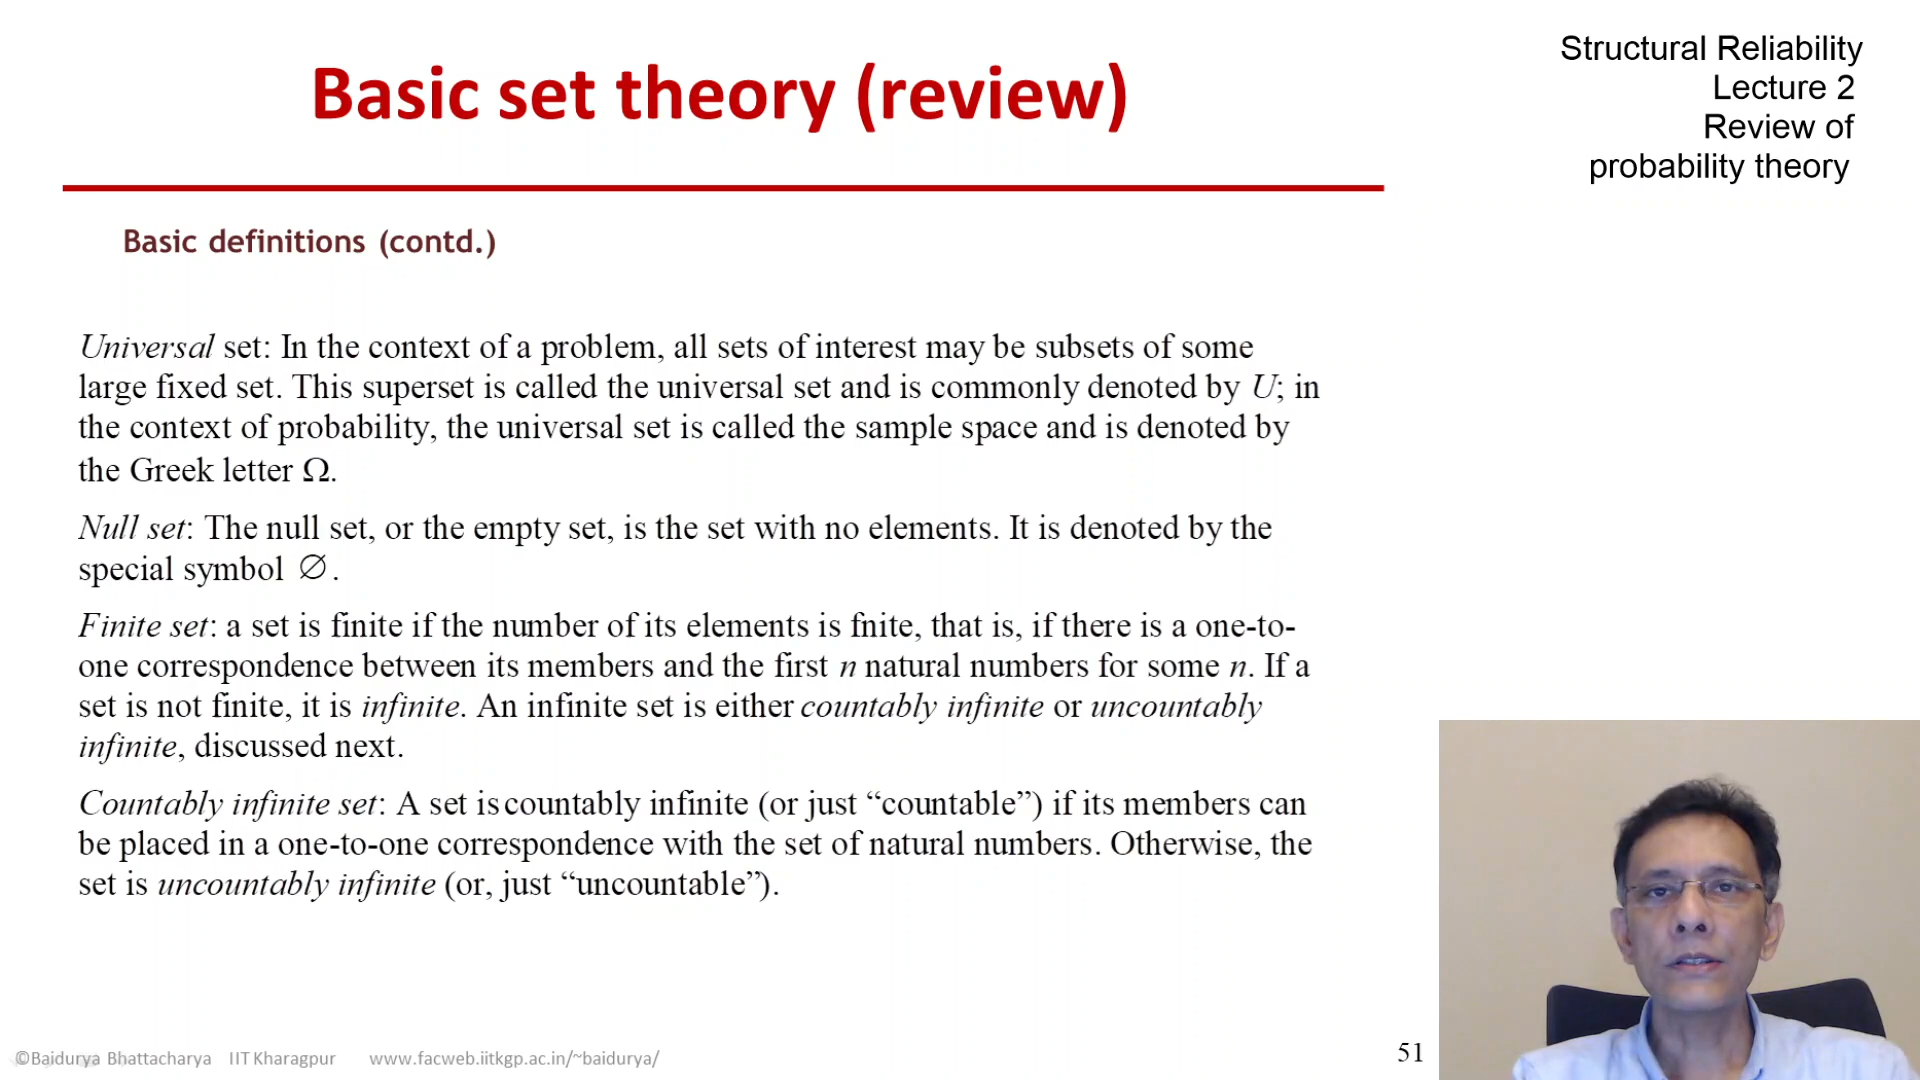 Basic set theory (review)
Structural Reliability
Lecture 2
Review of
probability theory
Basic definitions (contd.)
Universal set: In the context of a problem, all sets of interest may be subsets of some
large fixed set. This superset is called the universal set and is commonly denoted by U; in
the context of probability, the universal set is called the sample space and is denoted by
the Greek letter Ω.
Null set: The null set, or the empty set, is the set with no elements. It is denoted by the
special symbol ∅.
Finite set: a set is finite if the number of its elements is fnite, that is, if there is a one-to-
one correspondence between its members and the first n natural numbers for some n. If a
set is not finite, it is infinite. An infinite set is either countably infinite or uncountably
infinite, discussed next.
Countably infinite set: A set is countably infinite (or just “countable”) if its members can
be placed in a one-to-one correspondence with the set of natural numbers. Otherwise, the
set is uncountably infinite (or, just “uncountable”).
©Baidurya Bhattacharya IIT Kharagpur www.facweb.iitkgp.ac.in/~baidurya/
51